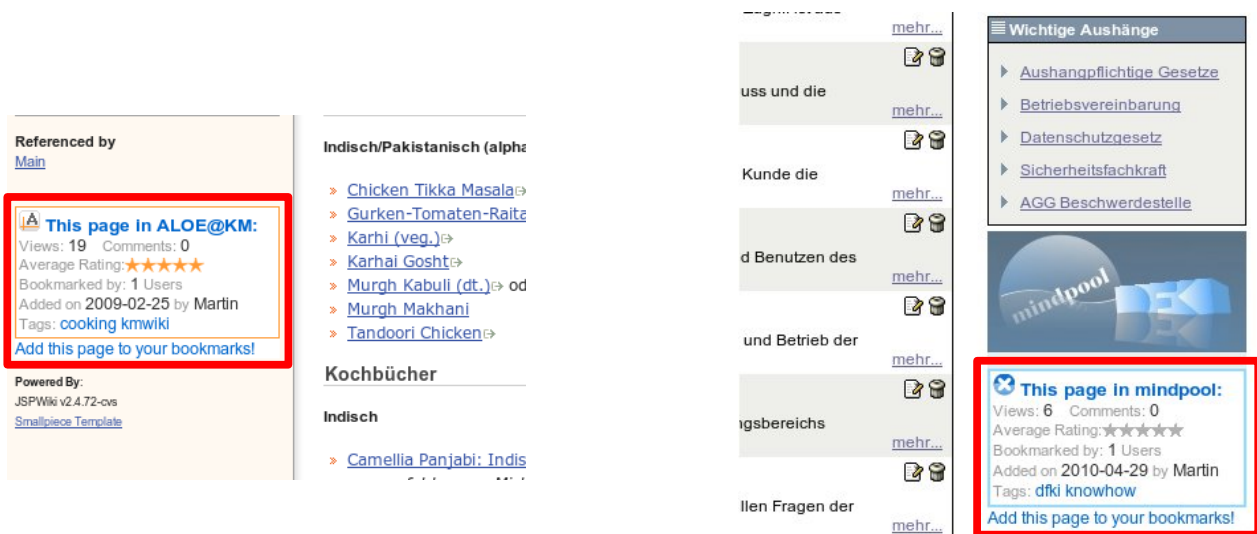 Referenced by
Main
This page in ALOE@KM:
Views: 19 Comments: 0
Average Rating:
Bookmarked by: 1 Users
Added on 2009-02-25 by Martin
Tags: cooking kmwiki
Add this page to your bookmarks!
Powered By:
JSPWiki v2.4.72-cvs
Smallpiece Template
Indisch/Pakistanisch (alpha
» Chicken Tikka Masala
» Gurken-Tomaten-Raita
» Karhi (veg.)
» Karhai Gosht
» Murgh Kabuli (dt.) od
» Murgh Makhani
» Tandoori Chicken
Kochbücher
Indisch
» Camellia Panjabi: Indis
mehr...
uss und die
mehr...
Kunde die
mehr...
d Benutzen des
mehr...
und Betrieb der
mehr...
ngsbereichs
mehr...
llen Fragen der
mehr...
Wichtige Aushänge
Aushangpflichtige Gesetze
Betriebsvereinbarung
Datenschutzgesetz
Sicherheitsfachkraft
AGG Beschwerdestelle
mindpool
This page in mindpool:
Views: 6 Comments: 0
Average Rating:
Bookmarked by: 1 Users
Added on 2010-04-29 by Martin
Tags: dfki knowhow
Add this page to your bookmarks!